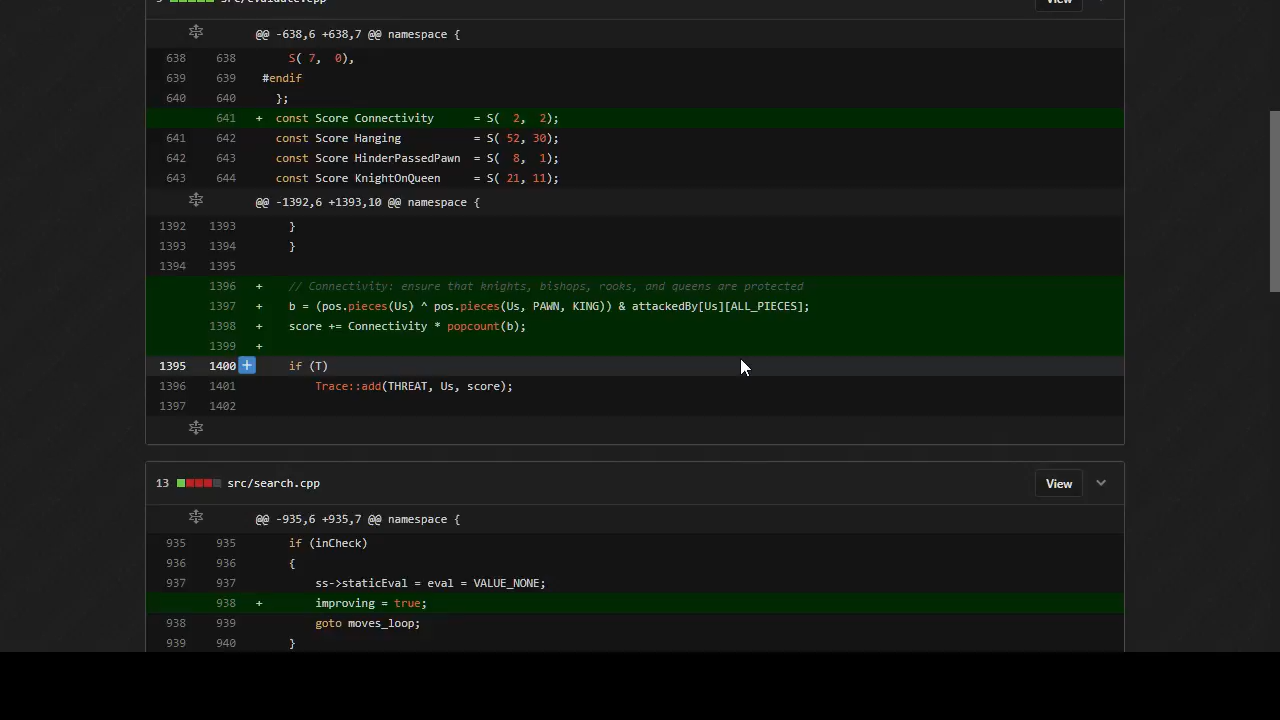 src/evaluate.cpp View
@@ -638,6 +638,7 @@ namespace {
638 638 S( 7, 0),
639 639 #endif
640 640 };
641 + const Score Connectivity = S( 2, 2);
641 642 const Score Hanging = S( 52, 30);
642 643 const Score HinderPassedPawn = S( 8, 1);
643 644 const Score KnightOnQueen = S( 21, 11);
@@ -1392,6 +1393,10 @@ namespace {
1392 1393 }
1393 1394 }
1394 1395
1396 + // Connectivity: ensure that knights, bishops, rooks, and queens are protected
1397 + b = (pos.pieces(Us) ^ pos.pieces(Us, PAWN, KING)) & attackedBy[Us][ALL_PIECES];
1398 + score += Connectivity * popcount(b);
1399 +
1395 1400 + if (T)
1396 1401 Trace::add(THREAT, Us, score);
1397 1402
13 src/search.cpp View
@@ -935,6 +935,7 @@ namespace {
935 935 if (inCheck)
936 936 {
937 937 ss->staticEval = eval = VALUE_NONE;
938 + improving = true;
938 939 goto moves_loop;
939 940 }